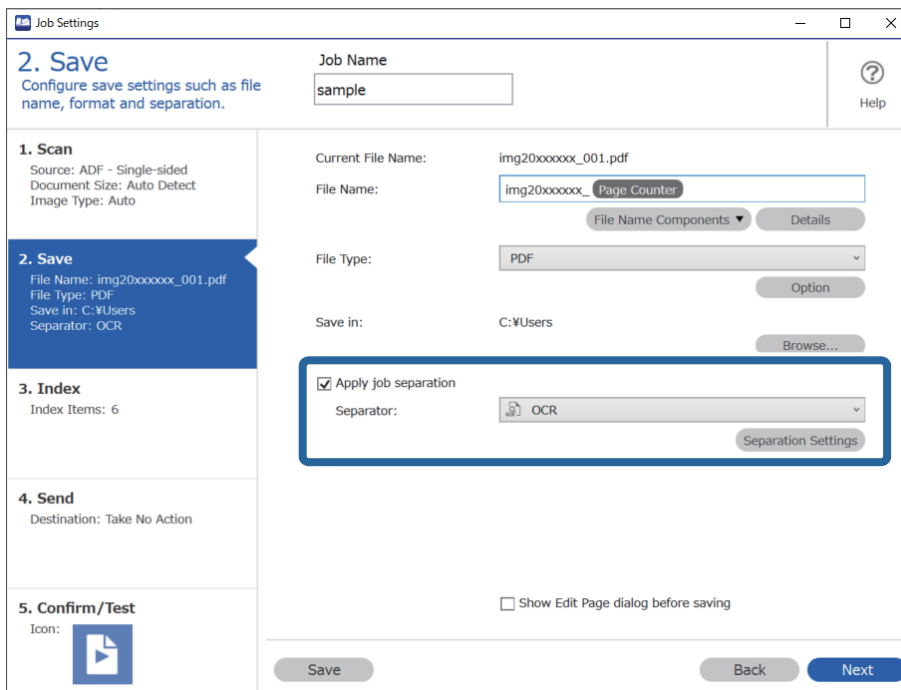 Job Settings
2. Save
Configure save settings such as file
name, format and separation.
Job Name
sample
Help
1. Scan
Source: ADF - Single-sided
Document Size: Auto Detect
Image Type: Auto
2. Save
File Name: img20xxxxxx_001.pdf
File Type: PDF
Save in: C:¥Users
Separator: OCR
3. Index
Index Items: 6
4. Send
Destination: Take No Action
5. Confirm/Test
Icon:
Current File Name: img20xxxxxx_001.pdf
File Name: img20xxxxxx_ Page Counter
File Name Components ▼ Details
File Type: PDF
Option
Save in: C:¥Users
Browse...
Apply job separation
Separator: OCR
Separation Settings
Show Edit Page dialog before saving
Save Back Next